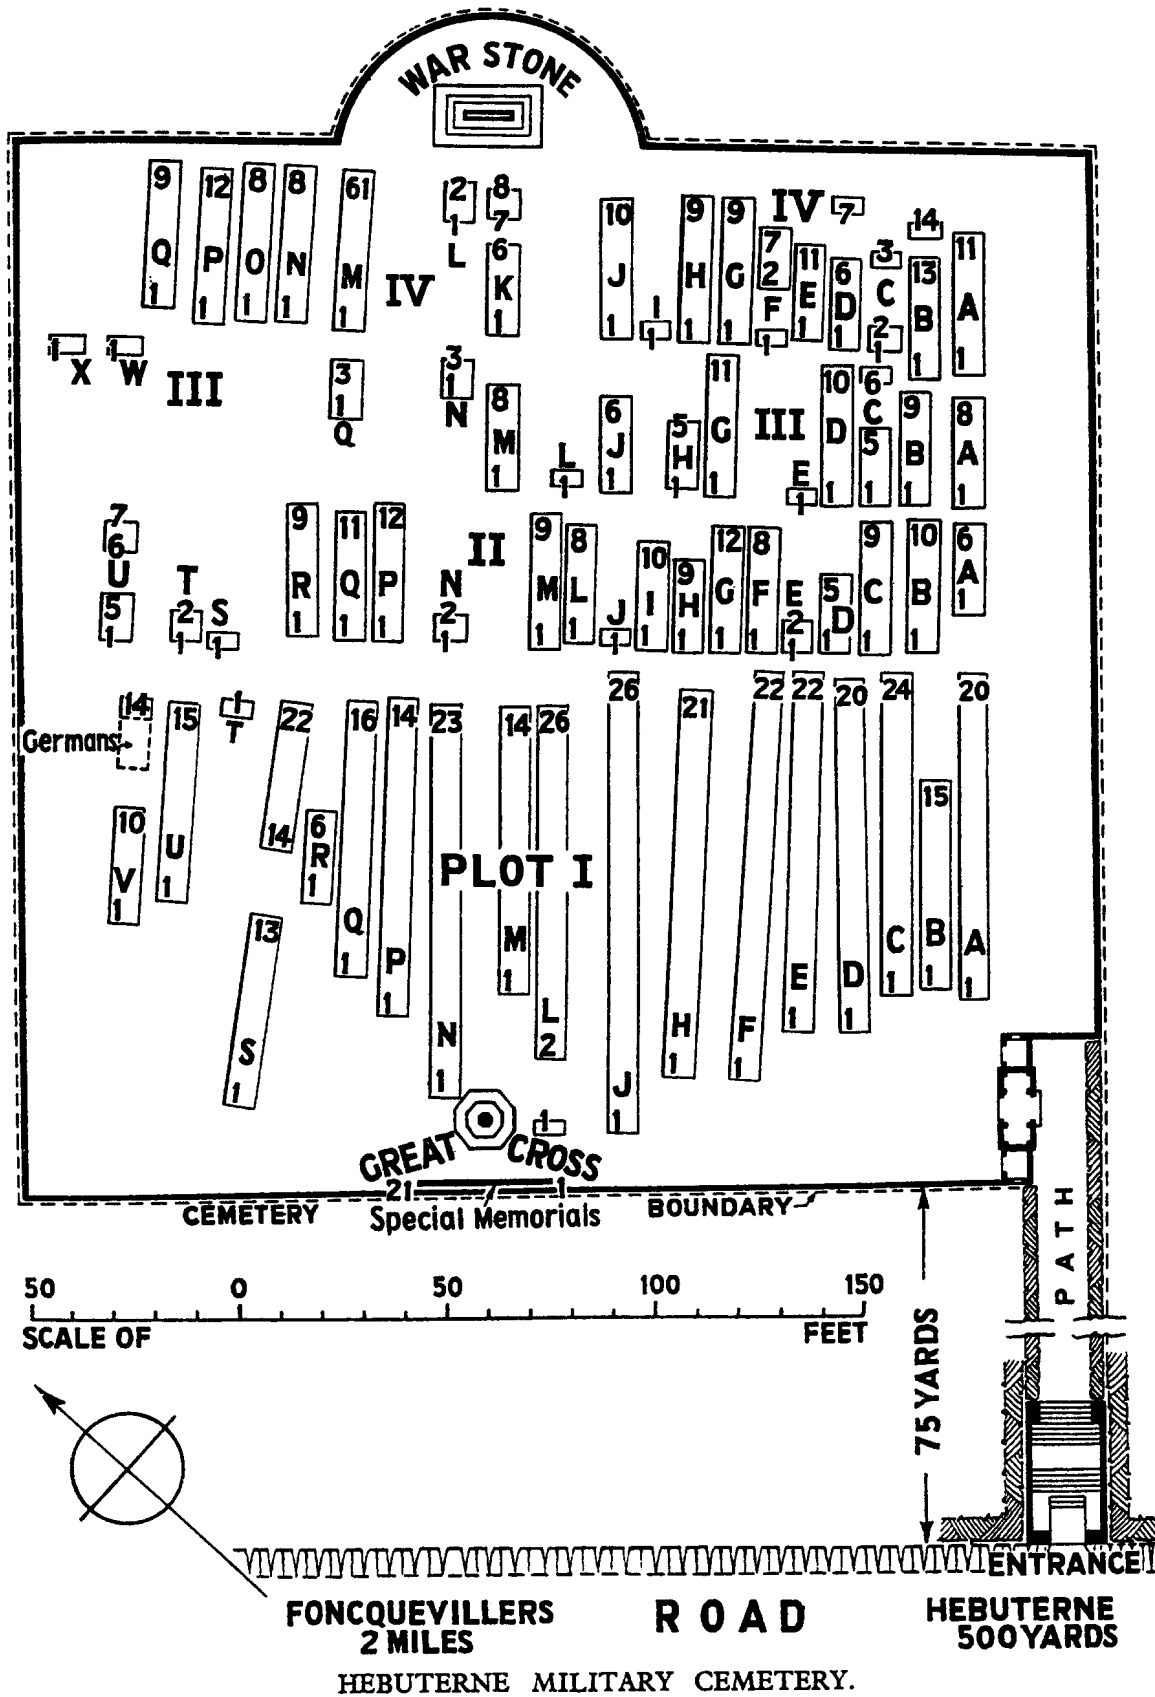 WAR STONE
9 12 8 8 61 2 8 10 9 9 IV 7
1 7 7 14
6 2 11 6 3 11
Q P O N M L K J H G F E D C B A
13
IV
1 1 1 1 1 1 1 1 1 1 1 1 1 2 1 1 1
I
1 X 1 W III
3 1 Q
3 1 N
8 M 1
L 1
6 J 1
5 H 1
11 G 1
III
E 1
10 D 1
6 C 5 1
9 B 1
8 A 1
7 6 U 5 1
T 2 1
S 1
9 R 1
11 Q 1
12 P 1
N 2 1
II
9 M 1
8 L 1
J 1
10 I 1
9 H 1
12 G 1
8 F 1
E 2 1
5 D 1
9 C 1
10 B 1
6 A 1
14
Germans
10 V 1
15 U 1
1 T
22 14
13 S 1
6 R 1
16 Q 1
14 P 1
23 N 1
PLOT I
14 M 1
26 L 2
1
26 J 1
21 H 1
22 F 1
22 E 1
20 D 1
24 C 1
15 B 1
20 A 1
GREAT CROSS
21 1
CEMETERY
Special Memorials
BOUNDARY
PATH
50 0 50 100 150
SCALE OF FEET
75 YARDS
ENTRANCE
FONCQUEVILLERS
2 MILES
ROAD
HEBUTERNE
500 YARDS
HEBUTERNE MILITARY CEMETERY.